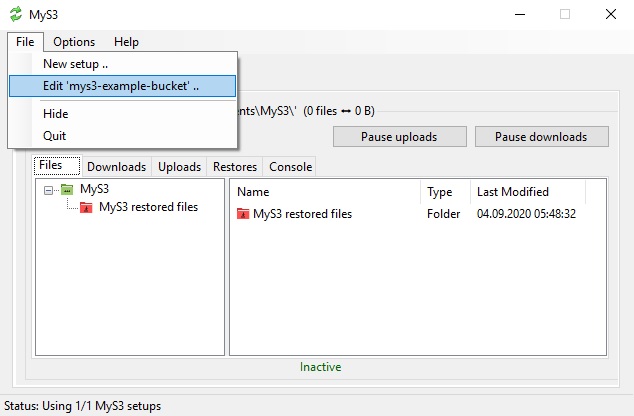 MyS3
File Options Help
New setup ..
Edit 'mys3-example-bucket' ..
Hide
Quit
ents\MyS3\' (0 files ↔ 0 B)
Pause uploads Pause downloads
Files Downloads Uploads Restores Console
MyS3
MyS3 restored files
Name Type Last Modified
MyS3 restored files Folder 04.09.2020 05:48:32
Inactive
Status: Using 1/1 MyS3 setups